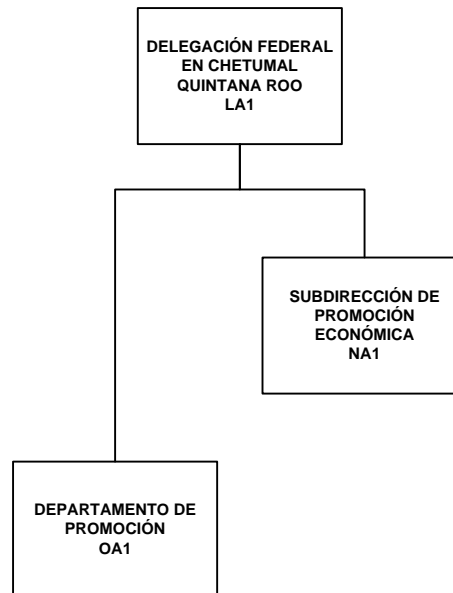 DELEGACIÓN FEDERAL
EN CHETUMAL
QUINTANA ROO
LA1
SUBDIRECCIÓN DE
PROMOCIÓN
ECONÓMICA
NA1
DEPARTAMENTO DE
PROMOCIÓN
OA1